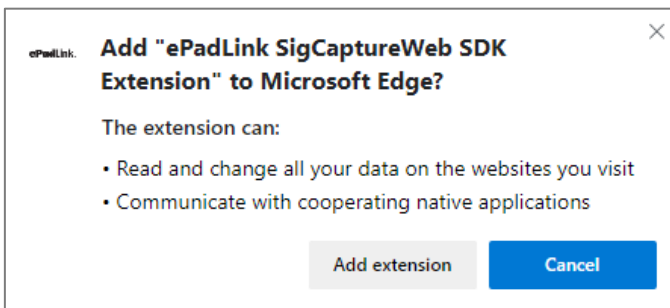 ePadLink.
Add "ePadLink SigCaptureWeb SDK
Extension" to Microsoft Edge?
The extension can:
• Read and change all your data on the websites you visit
• Communicate with cooperating native applications
Add extension
Cancel